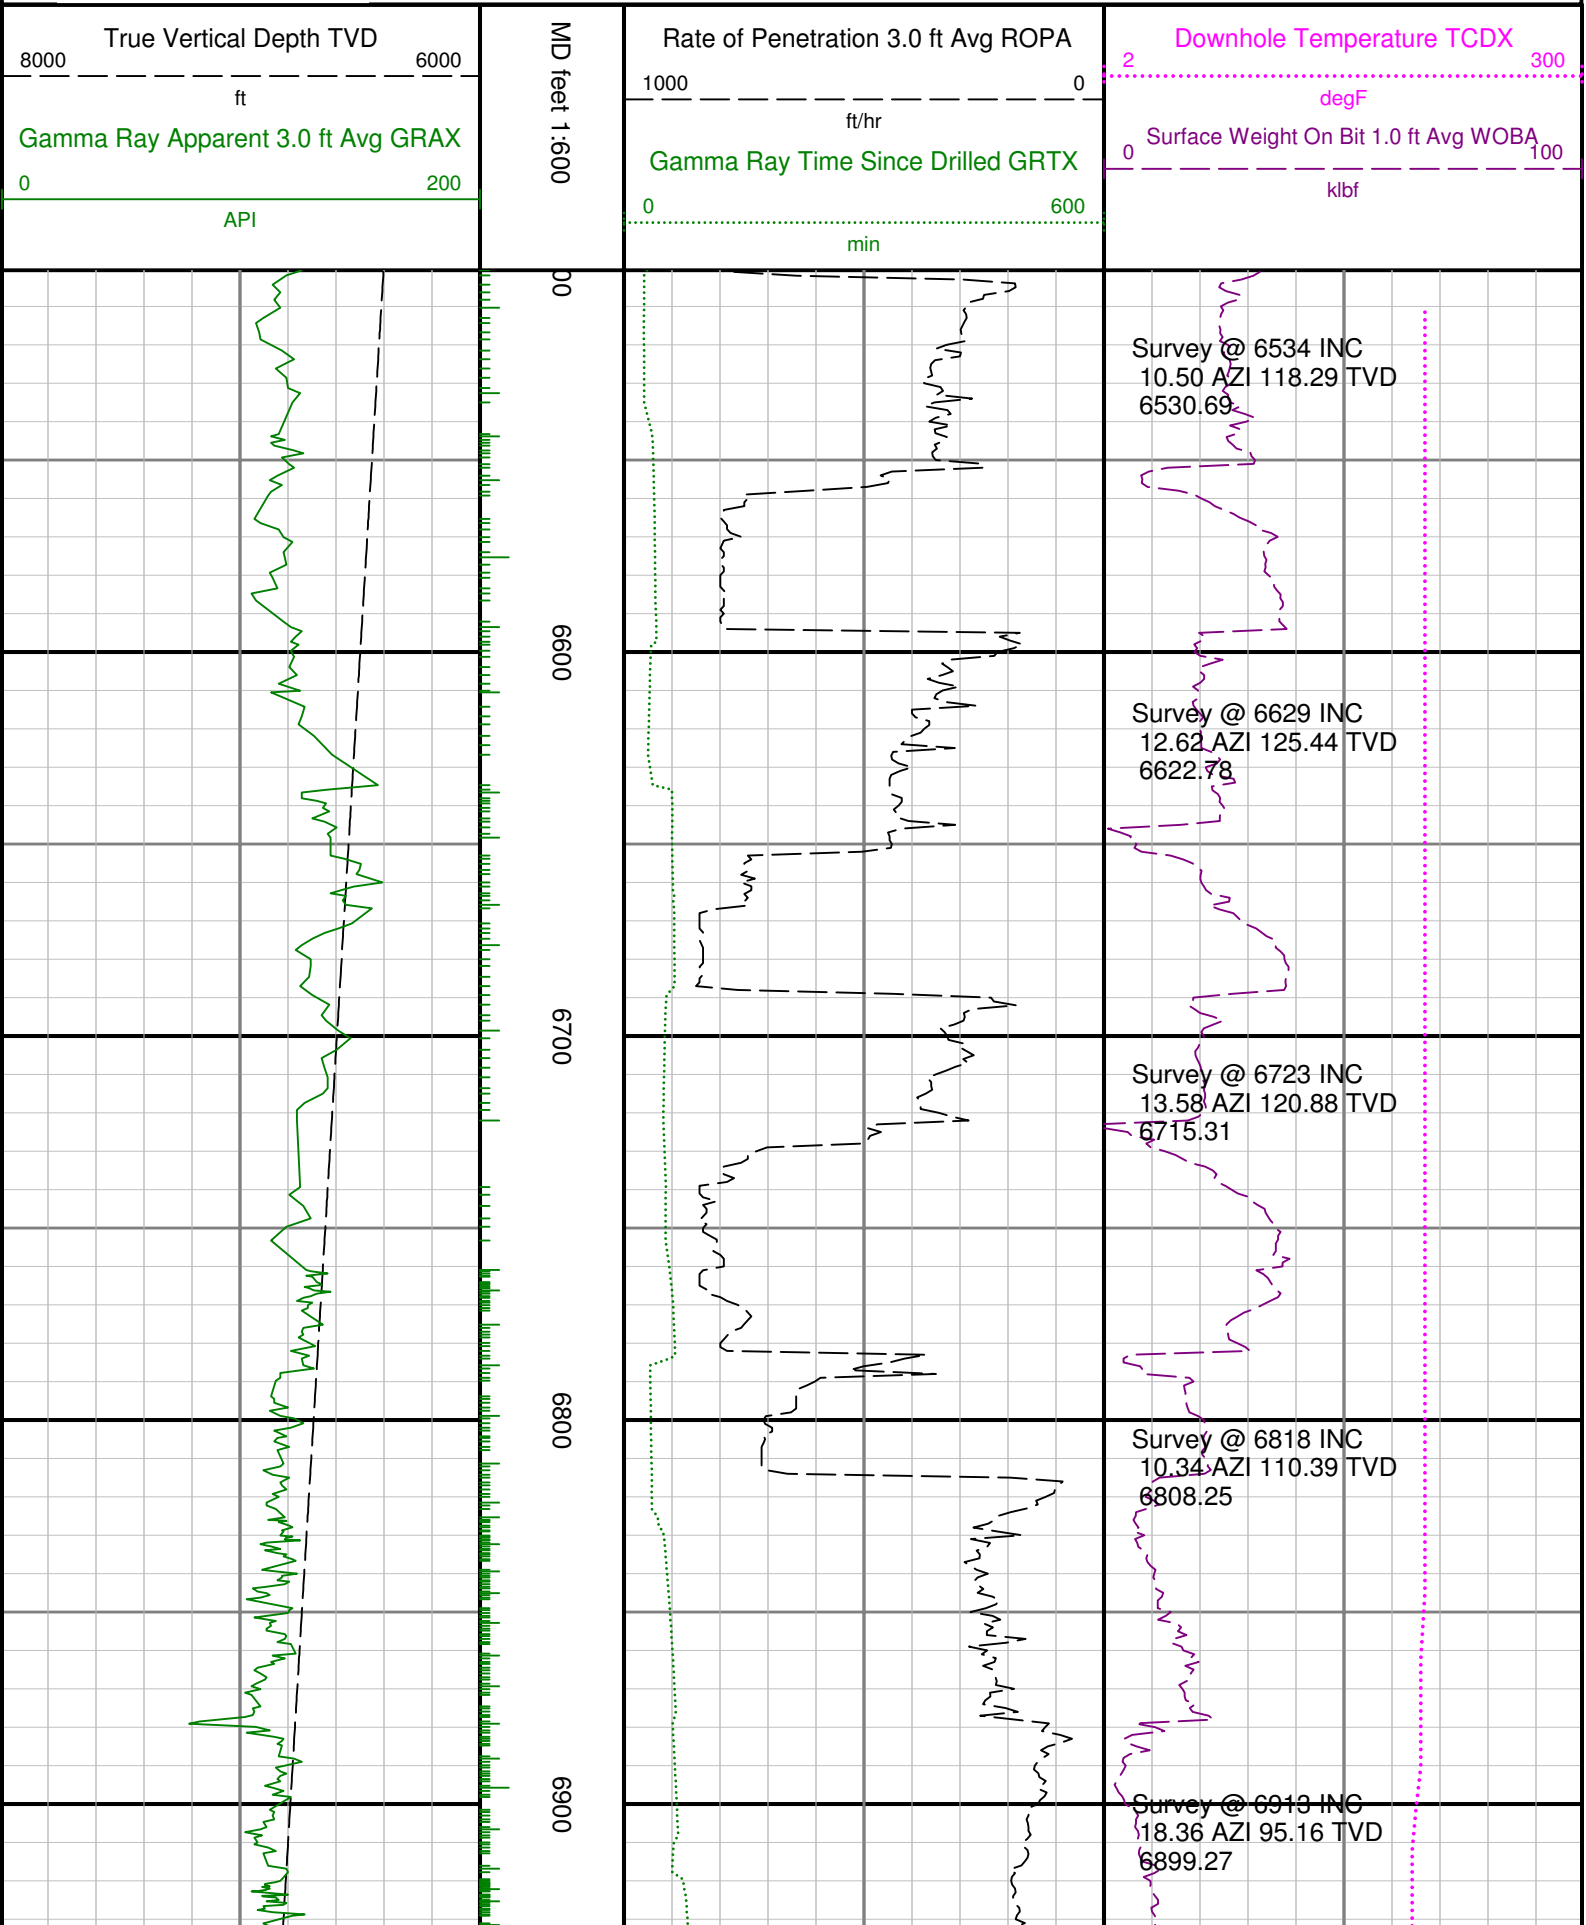 True Vertical Depth TVD
8000 6000
ft
Gamma Ray Apparent 3.0 ft Avg GRAX
0 200
API
MD feet 1:600
Rate of Penetration 3.0 ft Avg ROPA
1000 0
ft/hr
Gamma Ray Time Since Drilled GRTX
0 600
min
Downhole Temperature TCDX
2 300
degF
Surface Weight On Bit 1.0 ft Avg WOBA
0 100
klbf
00
Survey @ 6534 INC
10.50 AZI 118.29 TVD
6530.69
6600
Survey @ 6629 INC
12.62 AZI 125.44 TVD
6622.78
6700
Survey @ 6723 INC
13.58 AZI 120.88 TVD
6715.31
6800
Survey @ 6818 INC
10.34 AZI 110.39 TVD
6808.25
6900
Survey @ 6913 INC
18.36 AZI 95.16 TVD
6899.27